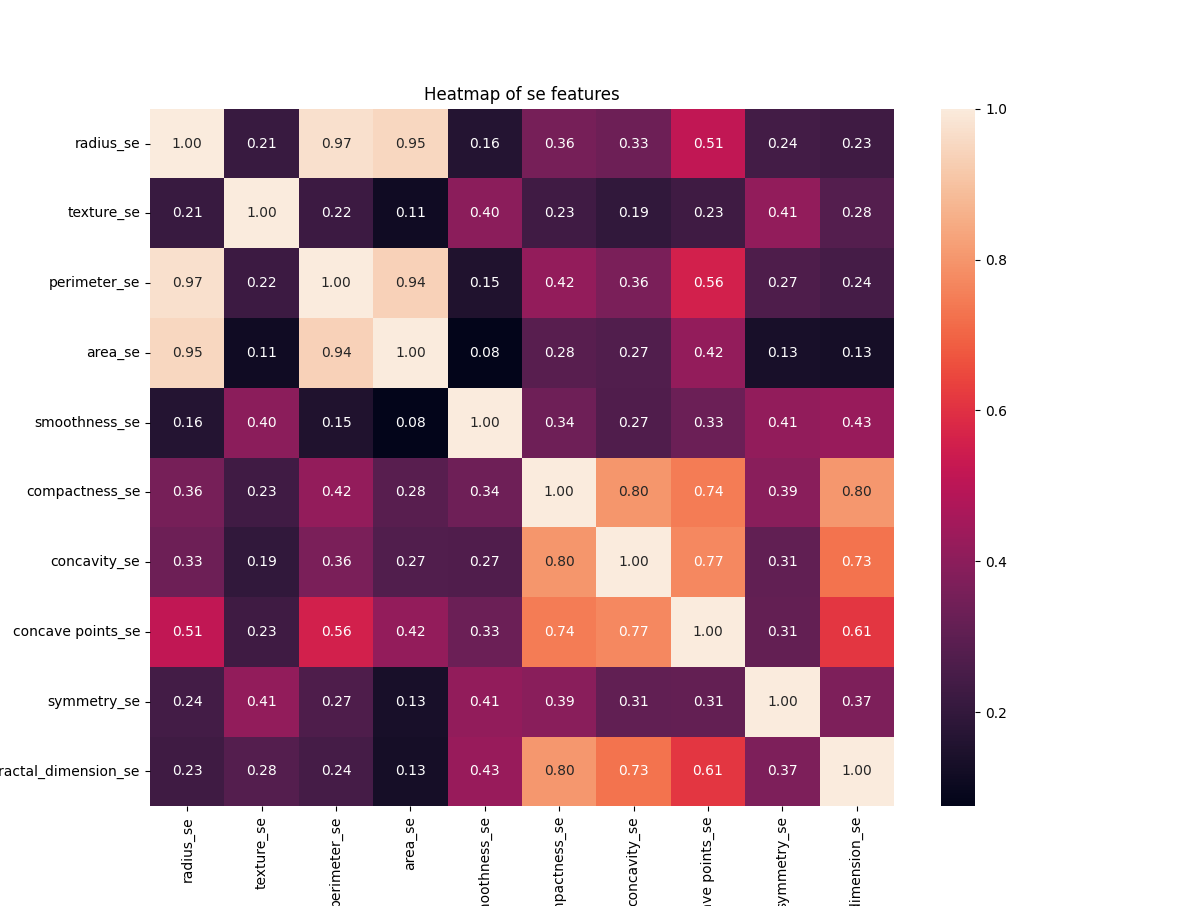 Heatmap of se features
radius_se 1.00 0.21 0.97 0.95 0.16 0.36 0.33 0.51 0.24 0.23
texture_se 0.21 1.00 0.22 0.11 0.40 0.23 0.19 0.23 0.41 0.28
perimeter_se 0.97 0.22 1.00 0.94 0.15 0.42 0.36 0.56 0.27 0.24
area_se 0.95 0.11 0.94 1.00 0.08 0.28 0.27 0.42 0.13 0.13
smoothness_se 0.16 0.40 0.15 0.08 1.00 0.34 0.27 0.33 0.41 0.43
compactness_se 0.36 0.23 0.42 0.28 0.34 1.00 0.80 0.74 0.39 0.80
concavity_se 0.33 0.19 0.36 0.27 0.27 0.80 1.00 0.77 0.31 0.73
concave points_se 0.51 0.23 0.56 0.42 0.33 0.74 0.77 1.00 0.31 0.61
symmetry_se 0.24 0.41 0.27 0.13 0.41 0.39 0.31 0.31 1.00 0.37
ractal_dimension_se 0.23 0.28 0.24 0.13 0.43 0.80 0.73 0.61 0.37 1.00
radius_se
texture_se
perimeter_se
area_se
oothness_se
npactness_se
concavity_se
ave points_se
symmetry_se
dimension_se
1.0
0.8
0.6
0.4
0.2